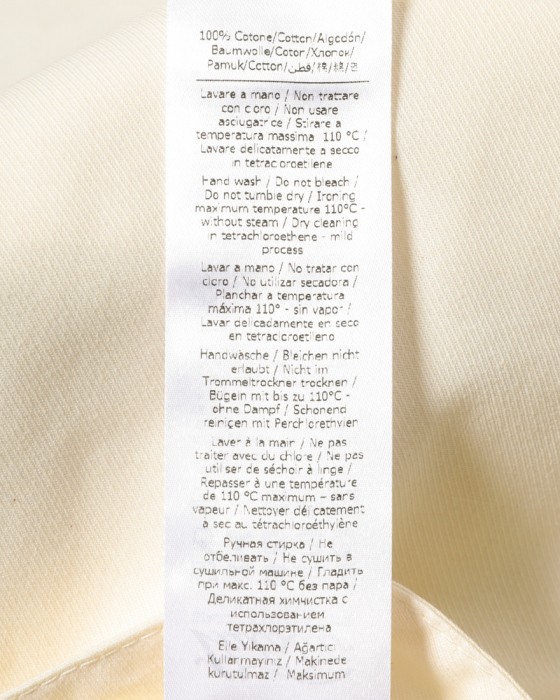 100% Cotone/Cotton/Algodón/
Baumwolle/Coton/Хлопок/
Pamuk/Cotton/قطن/棉/綿/면
Lavare a mano / Non trattare
con cloro / Non usare
asciugatrice / Stirare a
temperatura massima 110 °C /
Lavare delicatamente a secco
in tetracloroetilene
Hand wash / Do not bleach /
Do not tumble dry / Ironing
maximum temperature 110°C -
without steam / Dry cleaning
in tetrachloroethene - mild
process
Lavar a mano / No tratar con
cloro / No utilizar secadora /
Planchar a temperatura
máxima 110° - sin vapor /
Lavar delicadamente en seco
en tetracloroetileno
Handwäsche / Bleichen nicht
erlaubt / Nicht im
Trommeltrockner trocknen /
Bügeln mit bis zu 110°C -
ohne Dampf / Schonend
reinigen mit Perchlorethylen
Laver à la main / Ne pas
traiter avec du chlore / Ne pas
utiliser de séchoir à linge /
Repasser à une température
de 110 °C maximum – sans
vapeur / Nettoyer délicatement
à sec au tétrachloroéthylène
Ручная стирка / Не
отбеливать / Не сушить в
сушильной машине / Гладить
при макс. 110 °C без пара /
Деликатная химчистка с
использованием
тетрахлорэтилена
Elle Yıkama / Ağartıcı
Kullanmayınız / Makinede
kurutulmaz / Maksimum